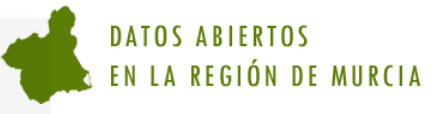 DATOS ABIERTOS
EN LA REGIÓN DE MURCIA